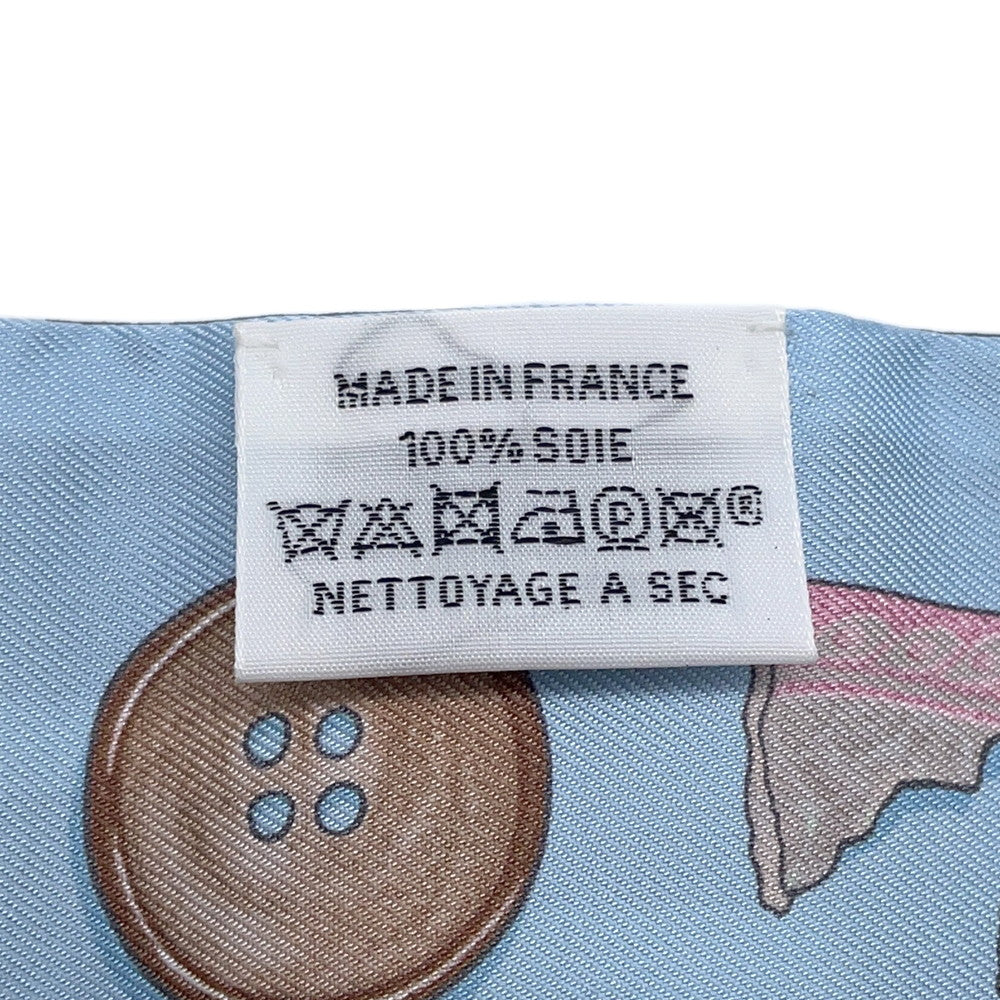 MADE IN FRANCE
100% SOIE
P ®
NETTOYAGE A SEC